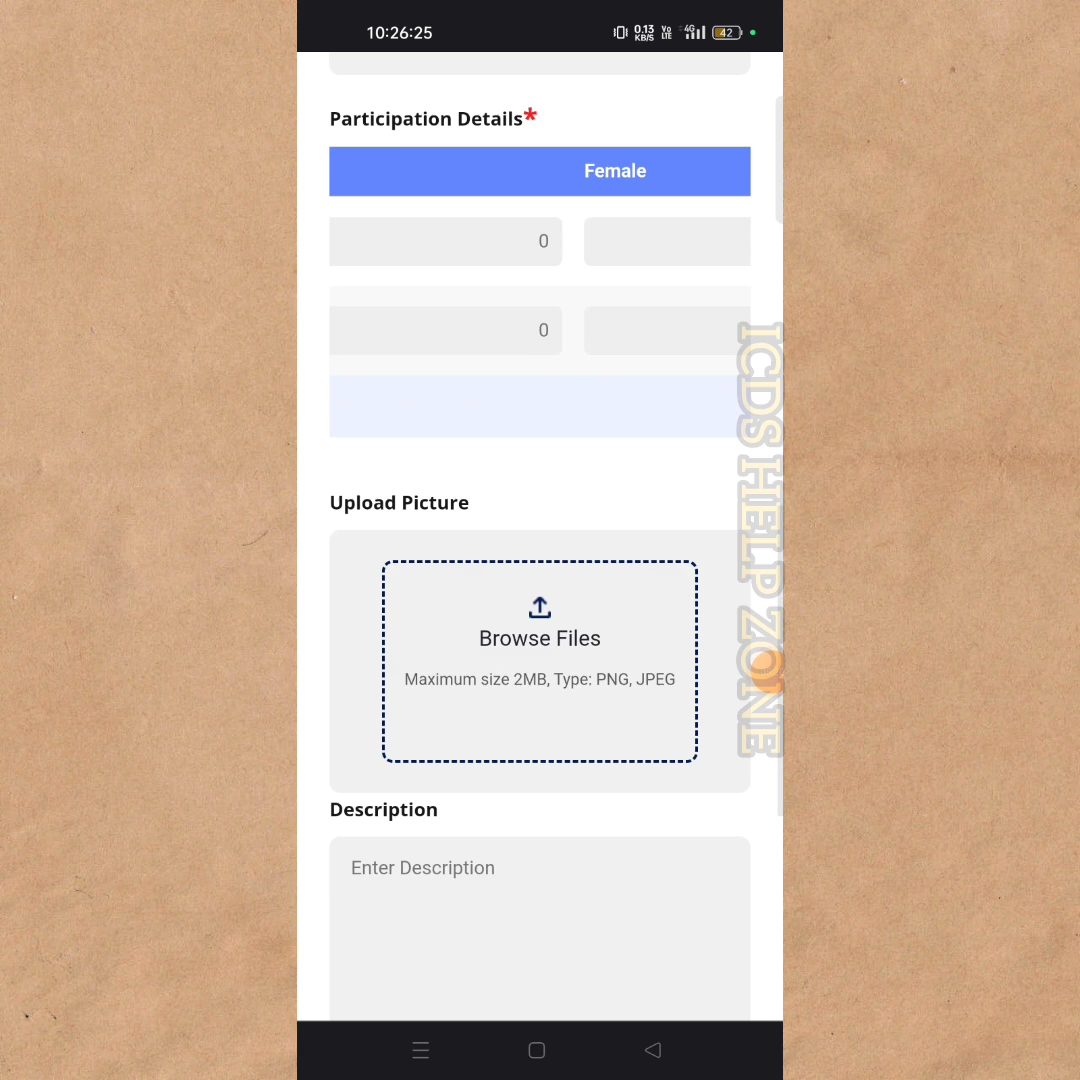 10:26:25
0.13 KB/S Vo LTE 4G 42
Participation Details*
Female
0
0
Upload Picture
Browse Files
Maximum size 2MB, Type: PNG, JPEG
Description
Enter Description
ICDS HELP ZONE